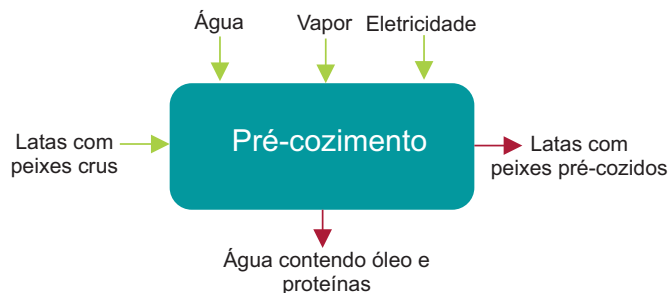 Água
Vapor
Eletricidade
Latas com
peixes crus
Pré-cozimento
Latas com
peixes pré-cozidos
Água contendo óleo e
proteínas